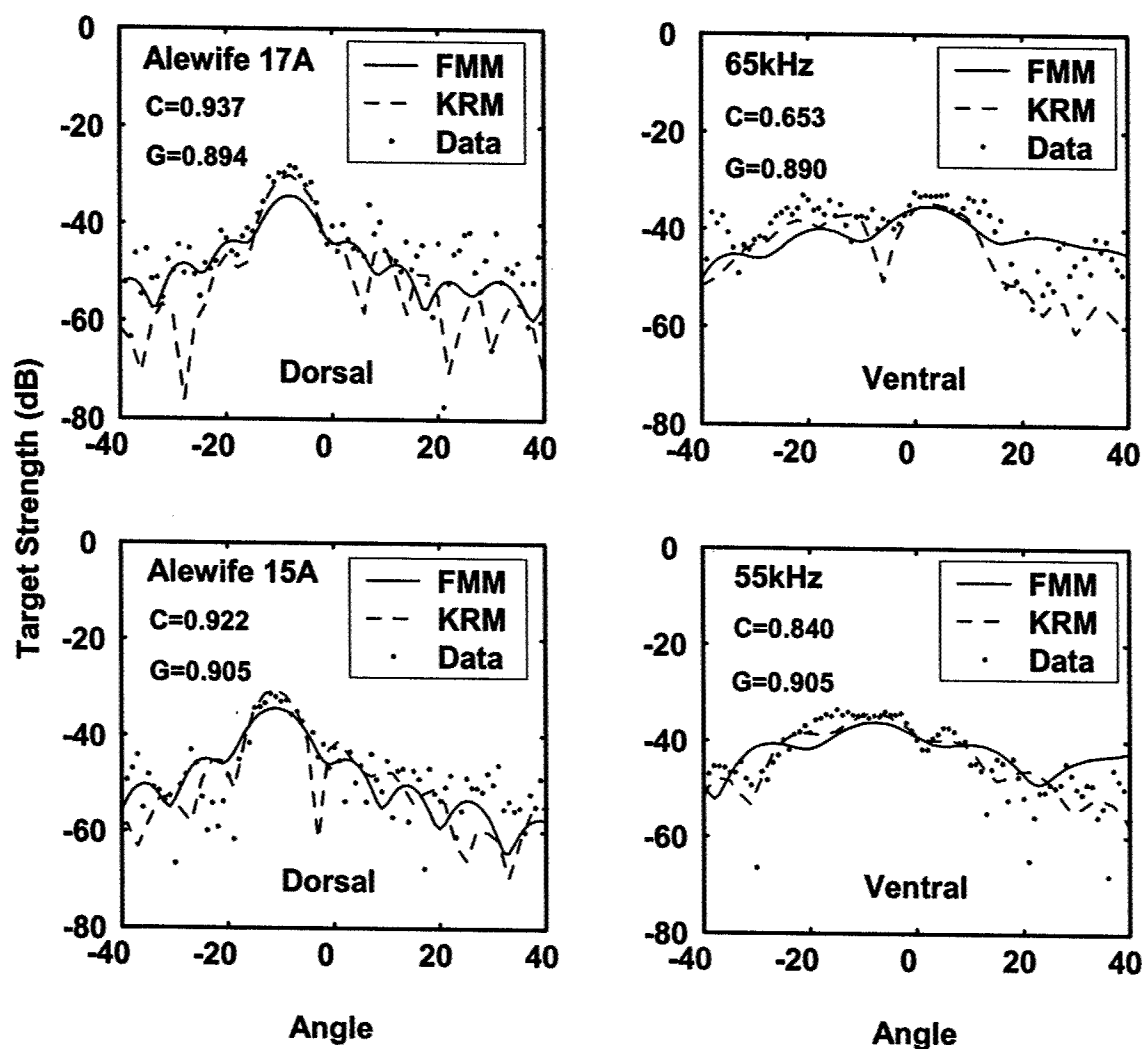 Target Strength (dB)
Alewife 17A
C=0.937
G=0.894
FMM
KRM
Data
Dorsal
0
-20
-40
-60
-80
-40
-20
0
20
40
65kHz
C=0.653
G=0.890
FMM
KRM
Data
Ventral
0
-20
-40
-60
-80
-40
-20
0
20
40
Alewife 15A
C=0.922
G=0.905
FMM
KRM
Data
Dorsal
0
-20
-40
-60
-80
-40
-20
0
20
40
Angle
55kHz
C=0.840
G=0.905
FMM
KRM
Data
Ventral
0
-20
-40
-60
-80
-40
-20
0
20
40
Angle